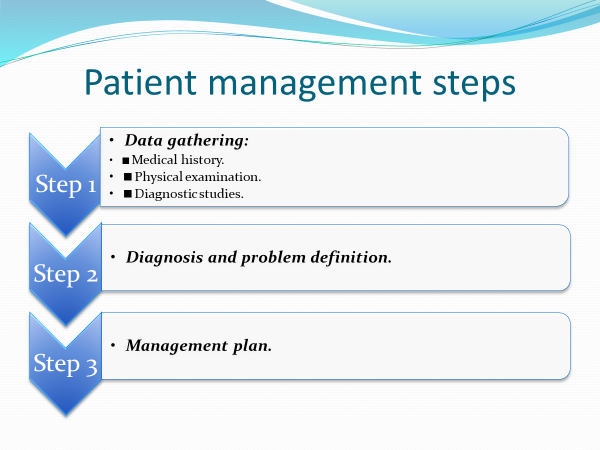 Patient management steps
Step 1
• Data gathering:
• ■ Medical history.
• ■ Physical examination.
• ■ Diagnostic studies.
Step 2
• Diagnosis and problem definition.
Step 3
• Management plan.